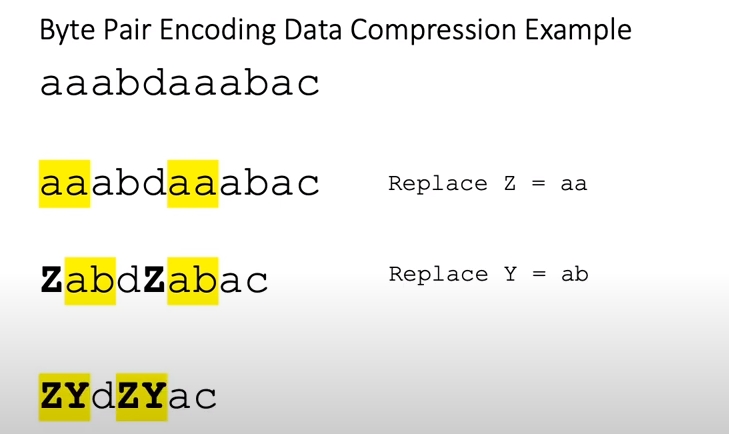 Byte Pair Encoding Data Compression Example
aaabdaaabac
aaabdaaabac Replace Z = aa
ZabdZabac Replace Y = ab
ZYdZYac